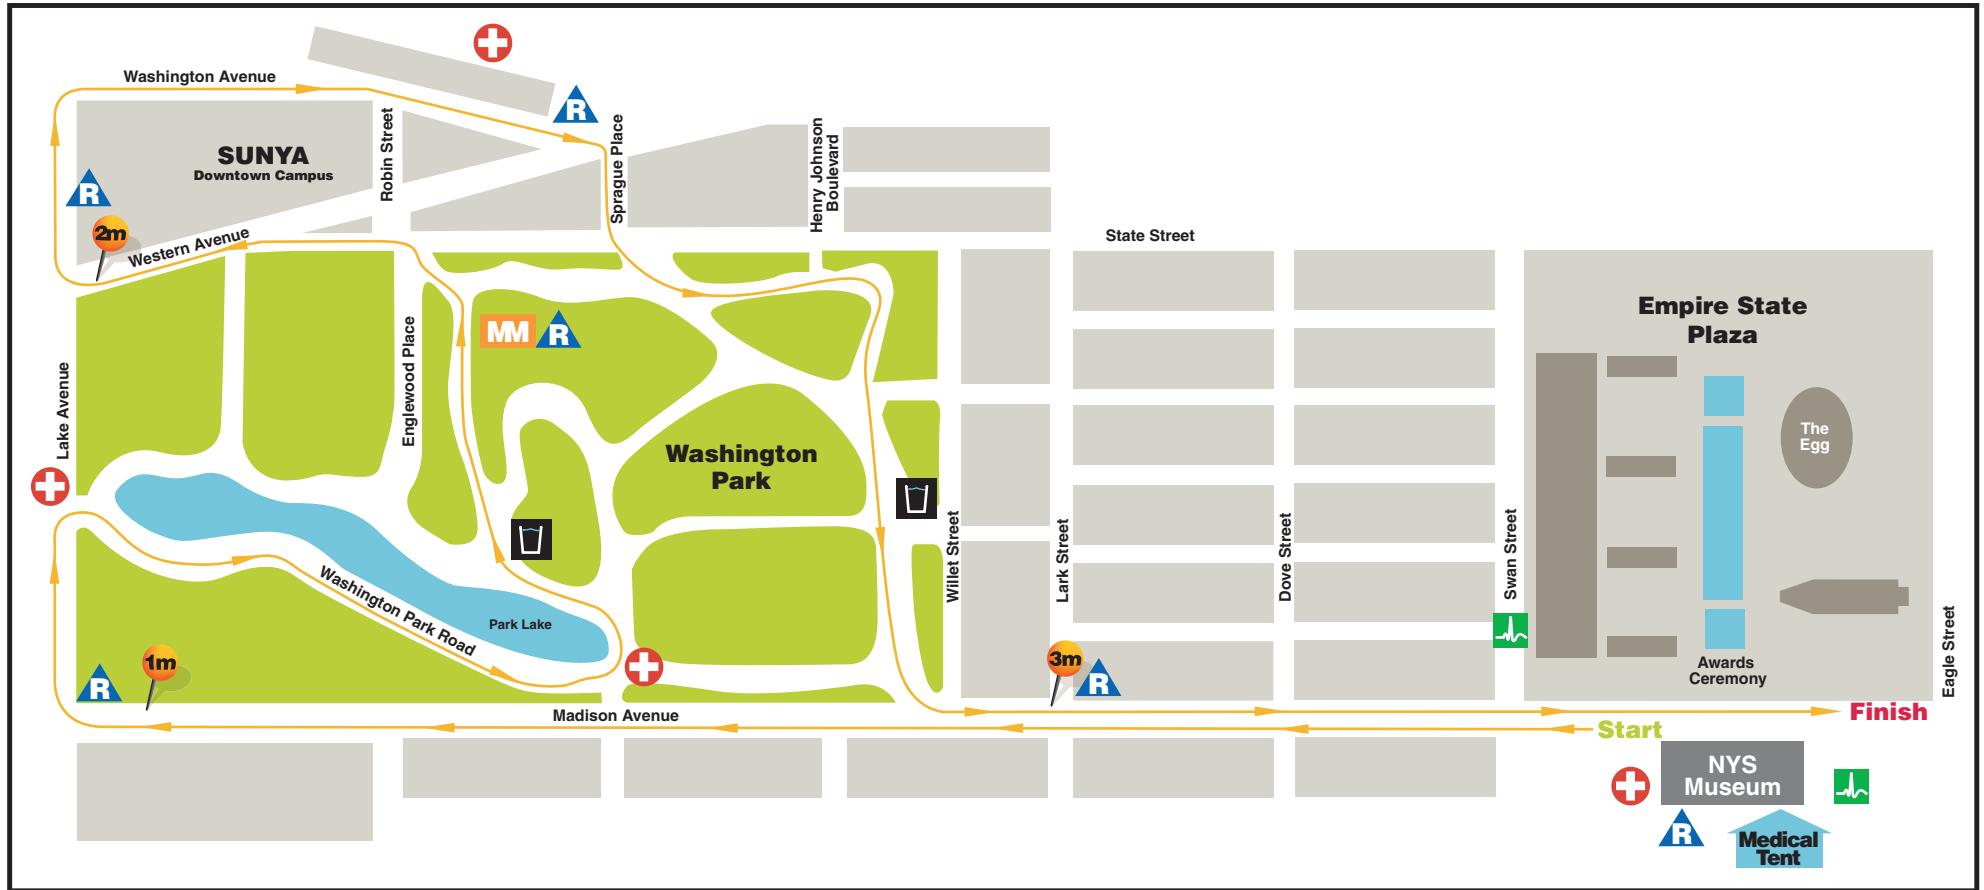 Washington Avenue
R
SUNYA
Downtown Campus
Robin Street
Sprague Place
Henry Johnson
Boulevard
R
2m
Western Avenue
State Street
Empire State
Plaza
MM
R
Englewood Place
Lake Avenue
The
Egg
Washington
Park
Willet Street
Lark Street
Dove Street
Swan Street
Washington Park Road
Park Lake
Eagle Street
1m
R
3m
R
Awards
Ceremony
Madison Avenue
Finish
Start
NYS
Museum
R
Medical
Tent